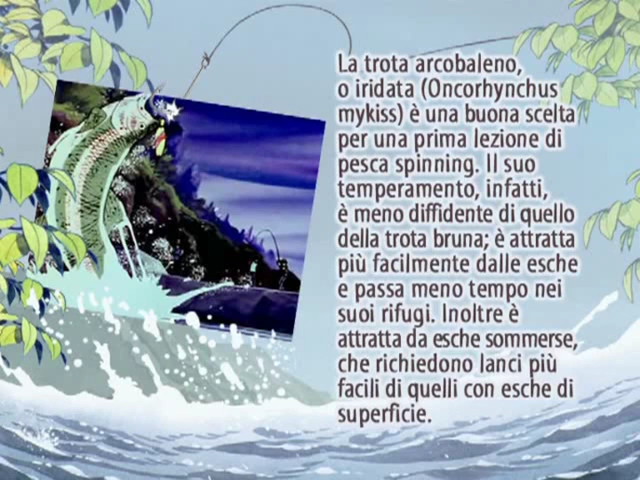 La trota arcobaleno,
o iridata (Oncorhynchus
mykiss) è una buona scelta
per una prima lezione di
pesca spinning. Il suo
temperamento, infatti,
è meno diffidente di quello
della trota bruna; è attratta
più facilmente dalle esche
e passa meno tempo nei
suoi rifugi. Inoltre è
attratta da esche sommerse,
che richiedono lanci più
facili di quelli con esche di
superficie.